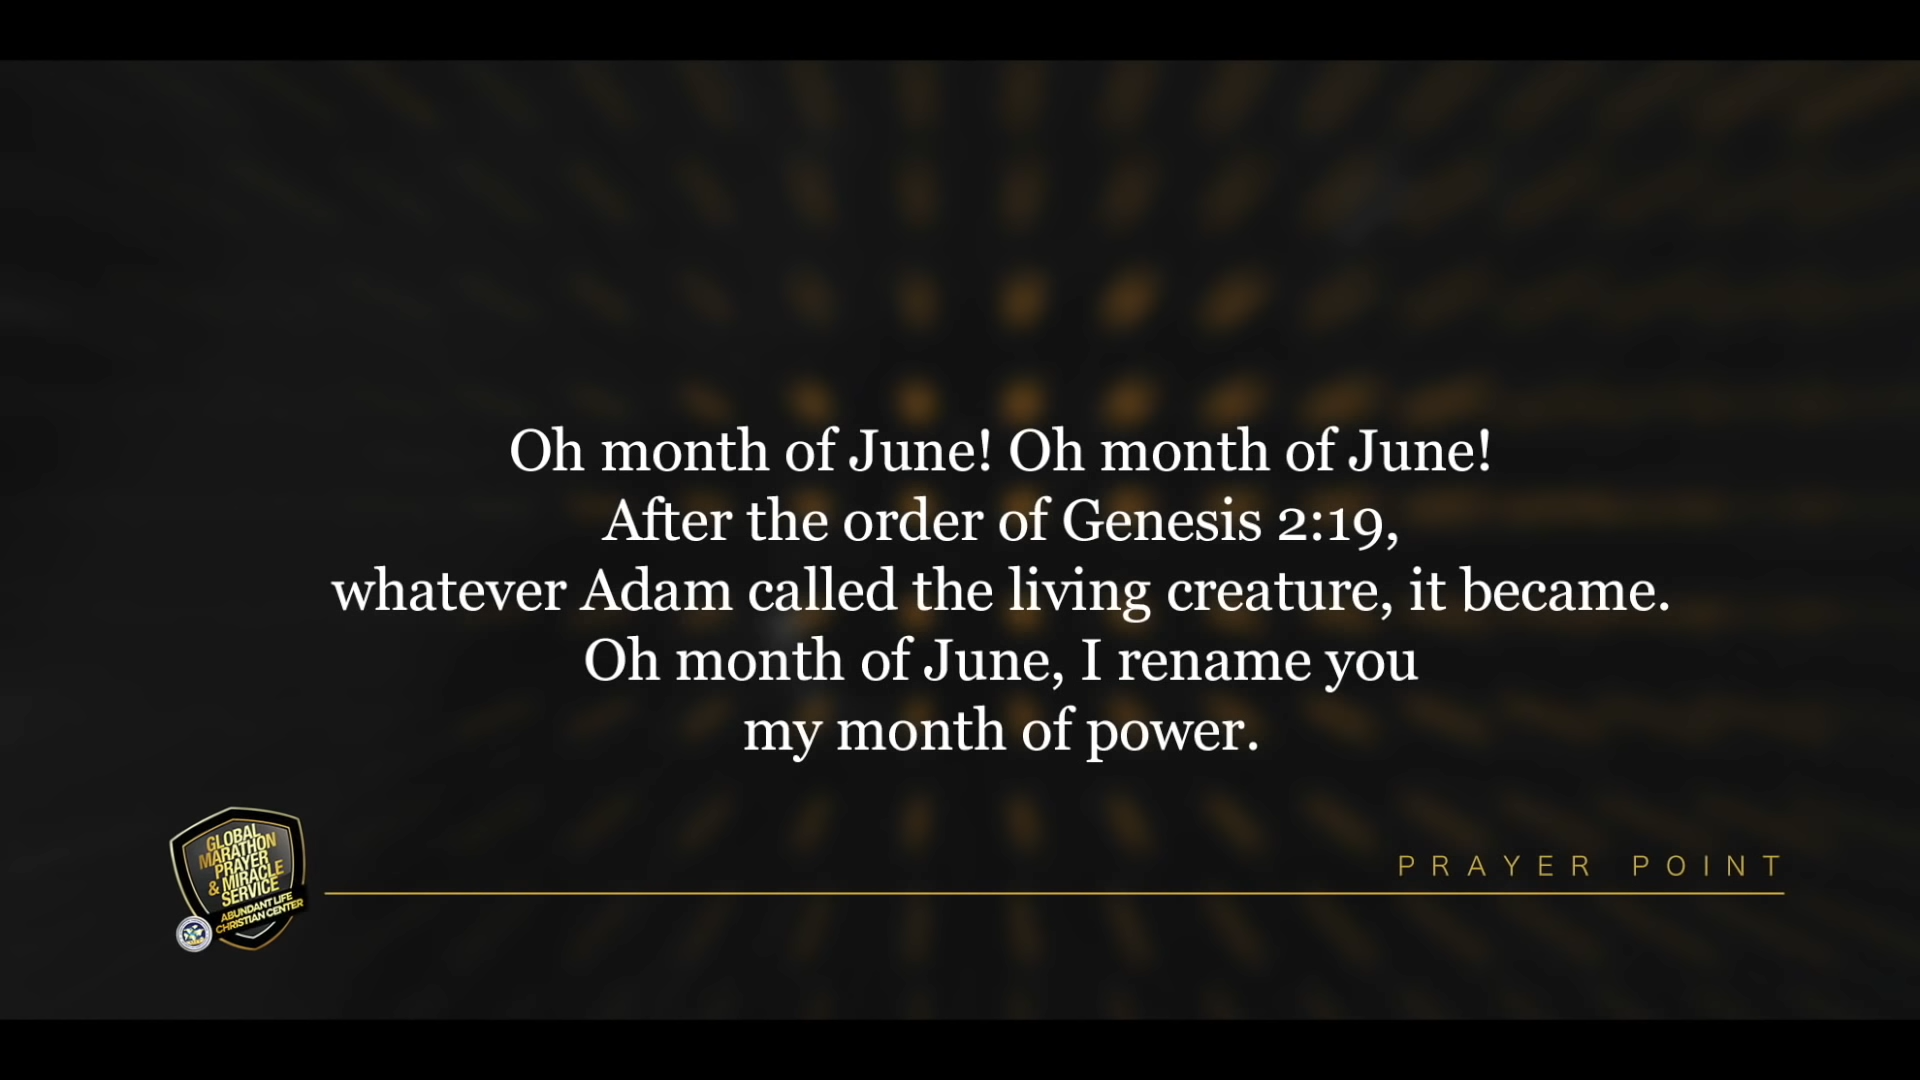 Oh month of June! Oh month of June!
After the order of Genesis 2:19,
whatever Adam called the living creature, it became.
Oh month of June, I rename you
my month of power.
PRAYER POINT
GLOBAL
MARATHON
PRAYER
& MIRACLE
SERVICE
ABUNDANT LIFE
CHRISTIAN CENTER